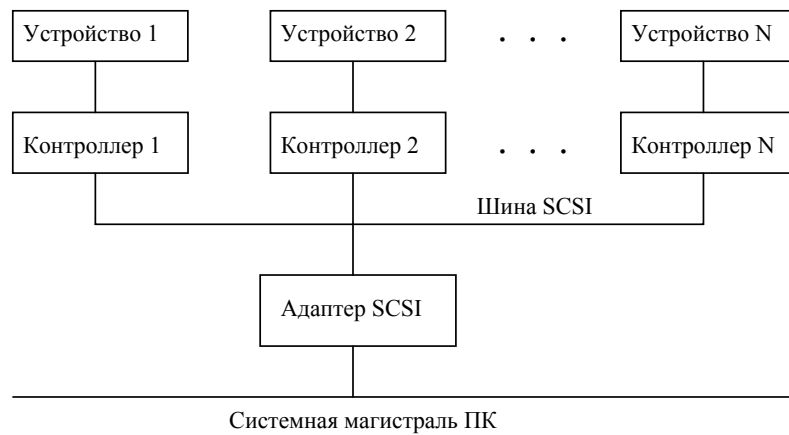 Устройство 1
Устройство 2
. . .
Устройство N
Контроллер 1
Контроллер 2
. . .
Контроллер N
Шина SCSI
Адаптер SCSI
Системная магистраль ПК